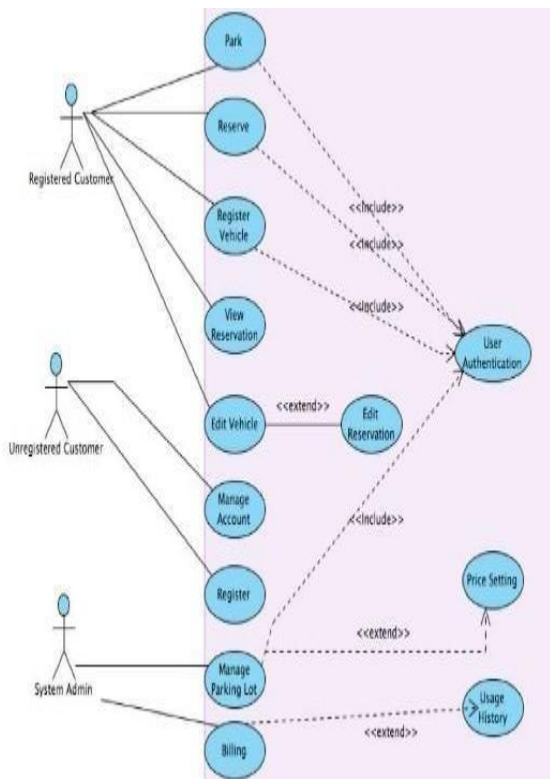 Park
Reserve
Registered Customer
<<Include>>
Register
Vehicle
<<Include>>
<<Include>>
View
Reservation
User
Authentication
Unregistered Customer
Edit Vehicle
<<extend>>
Edit
Reservation
Manage
Account
<<Include>>
Register
Price Setting
<<extend>>
System Admin
Manage
Parking Lot
Usage
History
<<extend>>
Billing